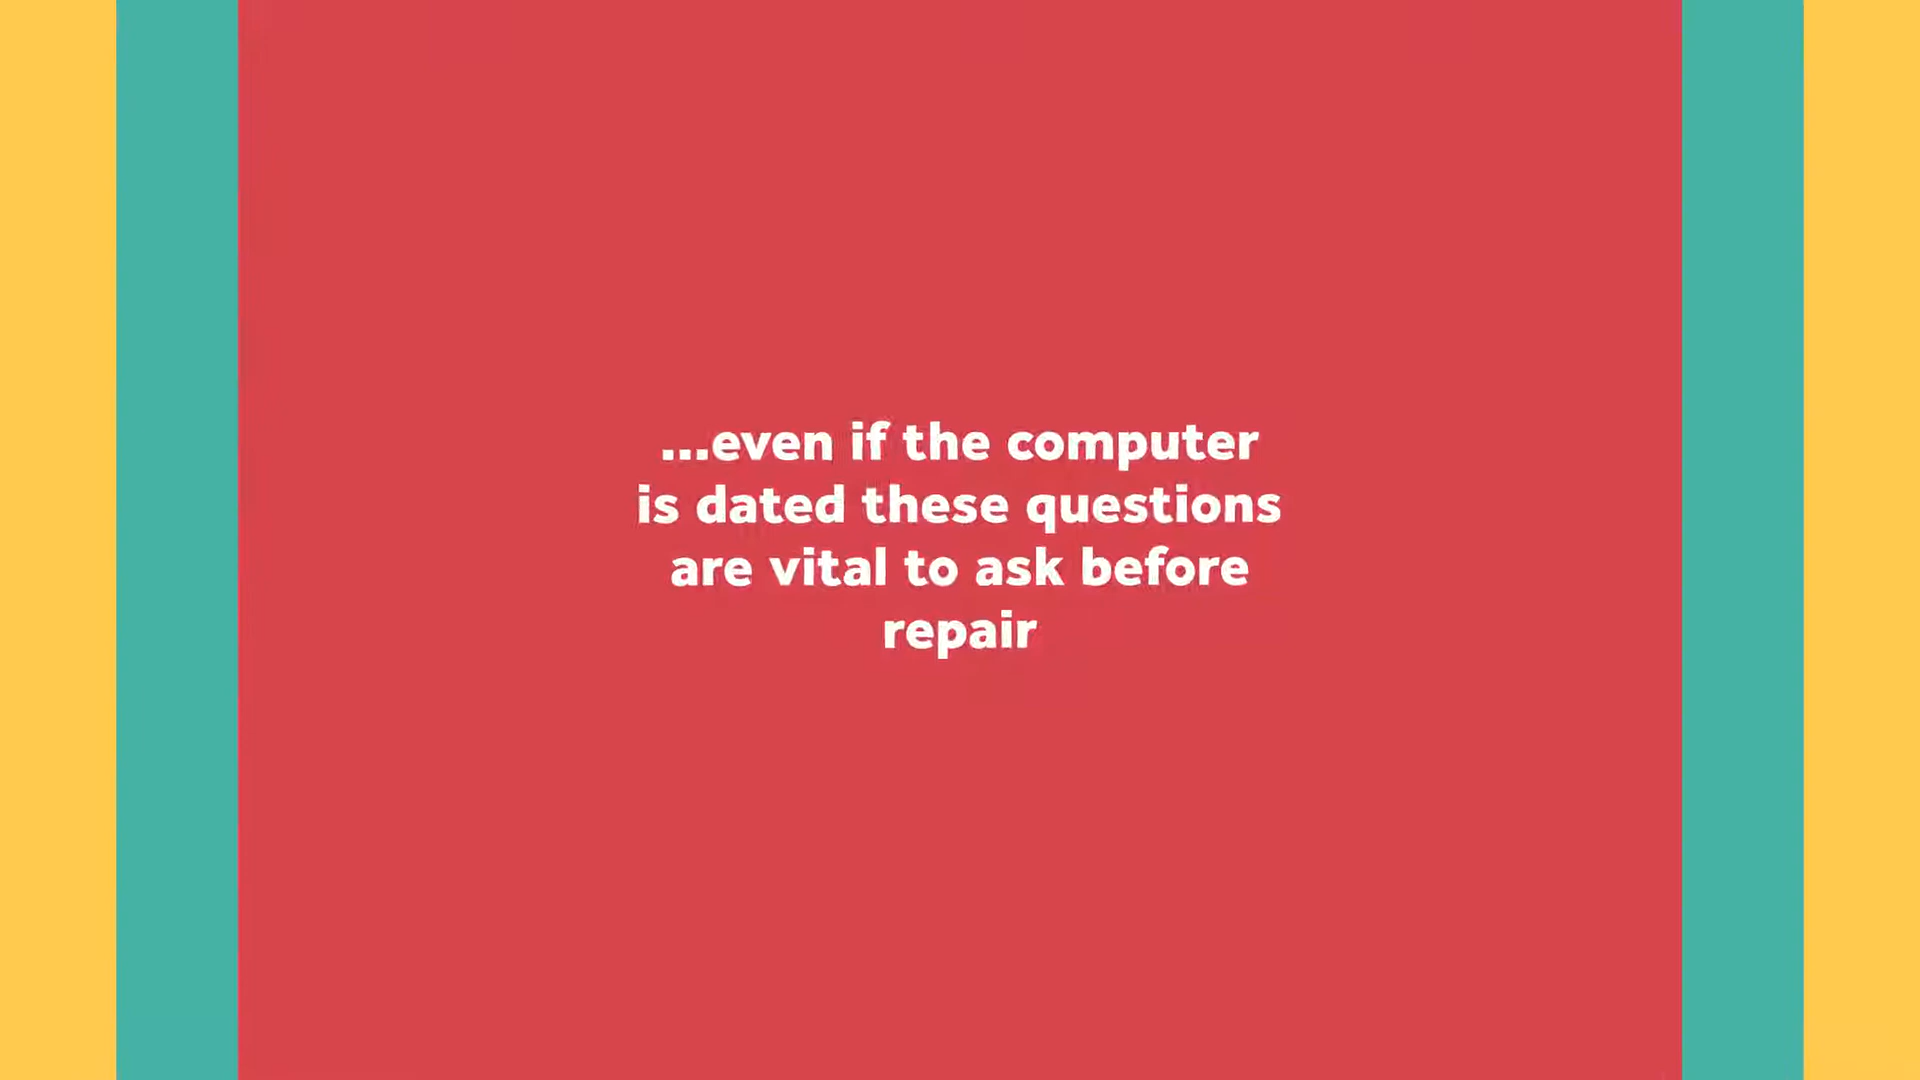 ...even if the computer
is dated these questions
are vital to ask before
repair